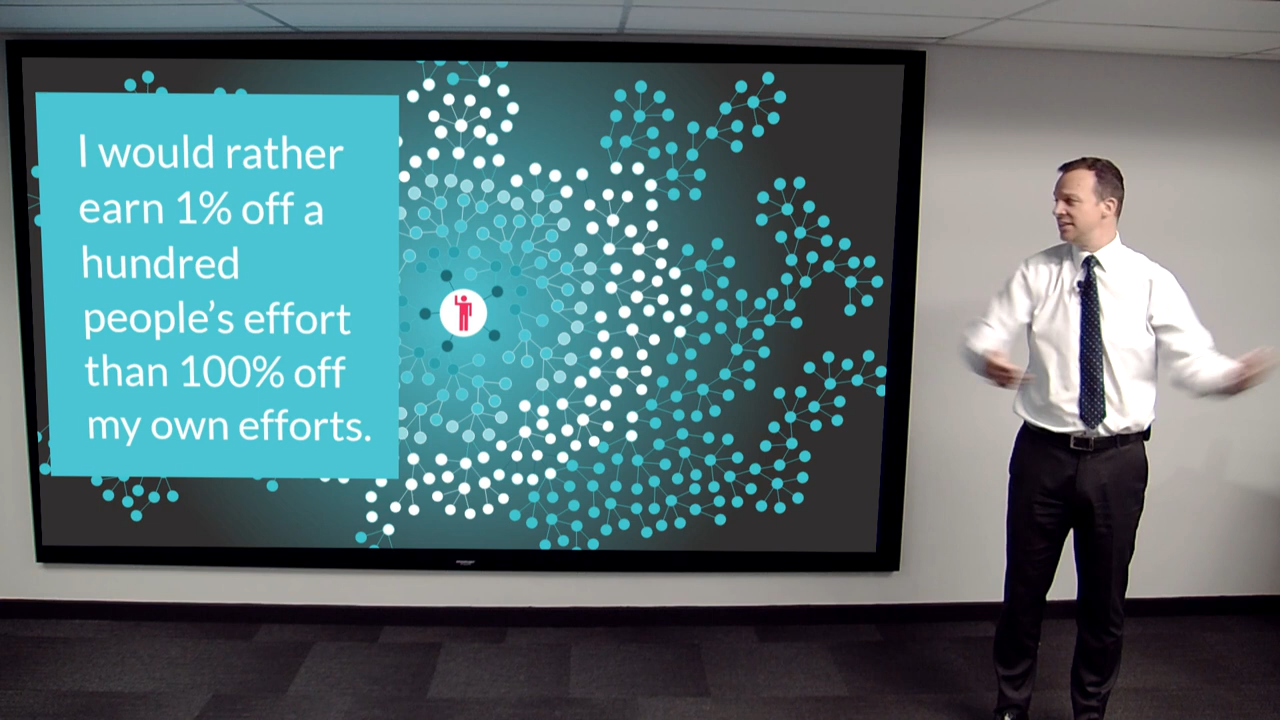 I would rather
earn 1% off a
hundred
people’s effort
than 100% off
my own efforts.